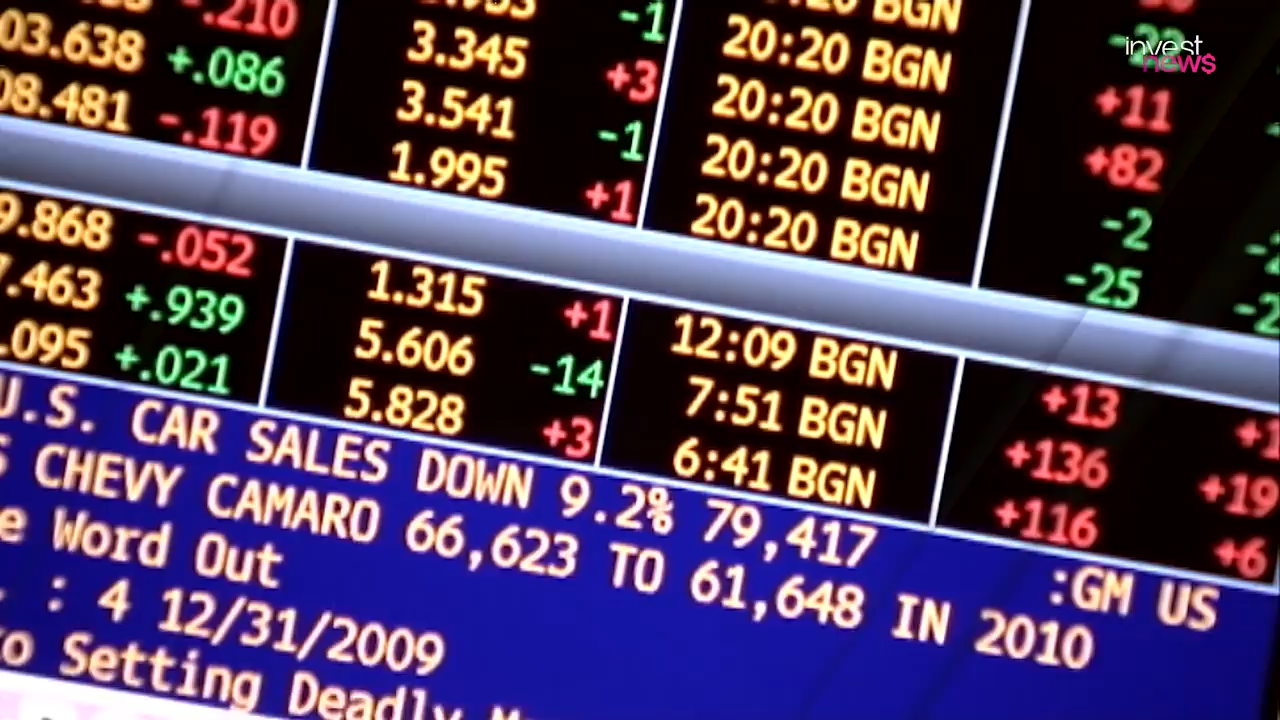 -.210 -1 20:20 BGN
03.638 +.086 3.345 +3 20:20 BGN +11
08.481 -.119 3.541 -1 20:20 BGN +82
1.995 +1 20:20 BGN -2
-25
9.868 -.052 1.315 +1 12:09 BGN +13
.463 +.939 5.606 -14 7:51 BGN +136 +19
.095 +.021 5.828 +3 6:41 BGN +116 +6
U.S. CAR SALES DOWN 9.2% 79,417 :GM US
CHEVY CAMARO 66,623 TO 61,648 IN 2010
Word Out
: 4 12/31/2009
to Setting Deadly
invest
new$